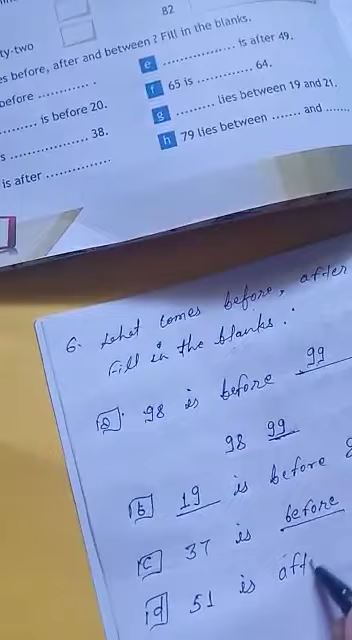 82
ty-two
es before, after and between? Fill in the blanks.
before ..............
e .................. is after 49.
......... is before 20.
f 65 is .............. 64.
s .................... 38.
g .......... lies between 19 and 21.
is after .................
h 79 lies between ........ and ......
6. What comes before, after
Fill in the blanks.
a. 98 is before 99
98 99
b 19 is before
c 37 is before
d 51 is aft